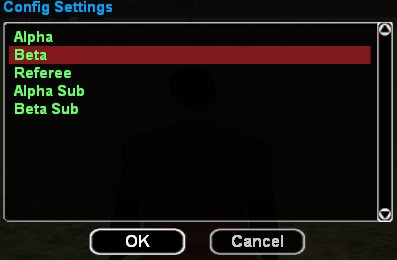 Config Settings
Alpha
Beta
Referee
Alpha Sub
Beta Sub
OK Cancel